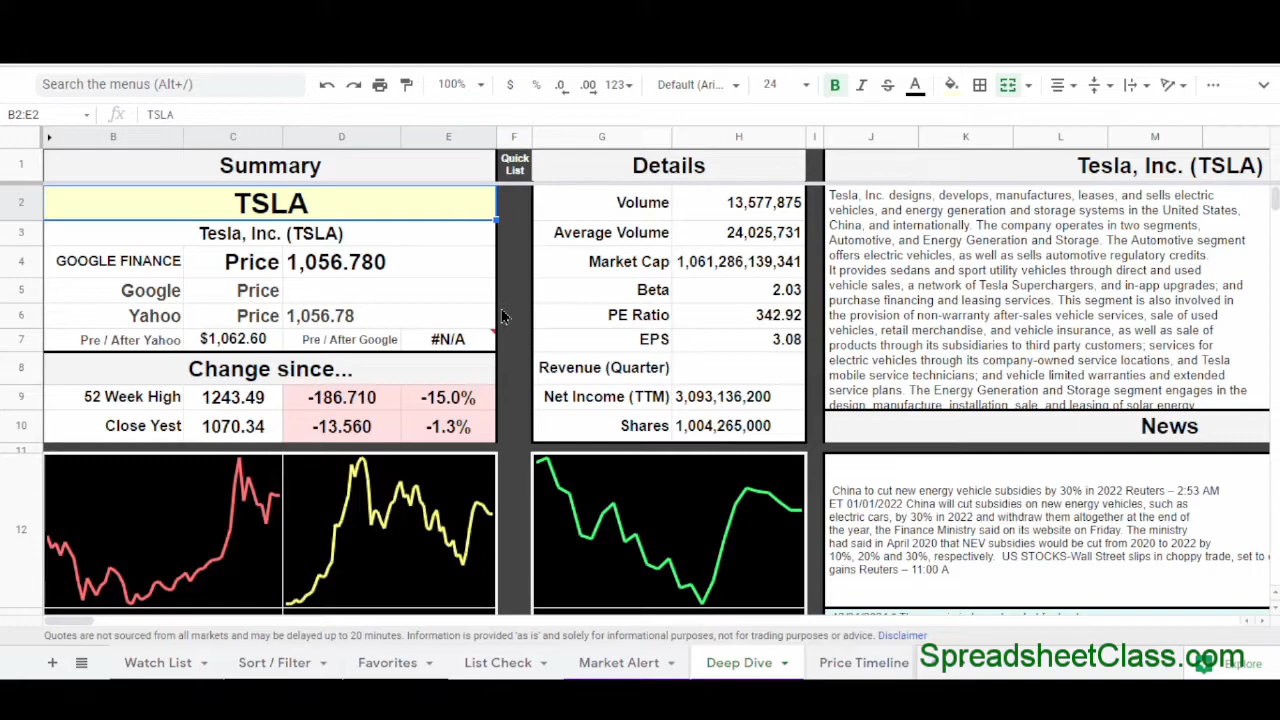 Search the menus (Alt+/)
100%
$ % .0 .00 123
Default (Ari...
24
B I S A
B2:E2
fx TSLA
B C D E F G H I J K L M
1 Summary
Quick
List
Details
Tesla, Inc. (TSLA)
2 TSLA
3 Tesla, Inc. (TSLA)
4 GOOGLE FINANCE Price 1,056.780
5 Google Price
6 Yahoo Price 1,056.78
7 Pre / After Yahoo $1,062.60 Pre / After Google #N/A
8 Change since...
9 52 Week High 1243.49 -186.710 -15.0%
10 Close Yest 1070.34 -13.560 -1.3%
11
12
Volume 13,577,875
Average Volume 24,025,731
Market Cap 1,061,286,139,341
Beta 2.03
PE Ratio 342.92
EPS 3.08
Revenue (Quarter)
Net Income (TTM) 3,093,136,200
Shares 1,004,265,000
Tesla, Inc. designs, develops, manufactures, leases, and sells electric
vehicles, and energy generation and storage systems in the United States,
China, and internationally. The company operates in two segments,
Automotive, and Energy Generation and Storage. The Automotive segment
offers electric vehicles, as well as sells automotive regulatory credits.
It provides sedans and sport utility vehicles through direct and used
vehicle sales, a network of Tesla Superchargers, and in-app upgrades; and
purchase financing and leasing services. This segment is also involved in
the provision of non-warranty after-sales vehicle services, sale of used
vehicles, retail merchandise, and vehicle insurance, as well as sale of
products through its subsidiaries to third party customers; services for
electric vehicles through its company-owned service locations, and Tesla
mobile service technicians; and vehicle limited warranties and extended
service plans. The Energy Generation and Storage segment engages in the
design, manufacture, installation, sale, and leasing of solar energy
News
China to cut new energy vehicle subsidies by 30% in 2022 Reuters – 2:53 AM
ET 01/01/2022 China will cut subsidies on new energy vehicles, such as
electric cars, by 30% in 2022 and withdraw them altogether at the end of
the year, the Finance Ministry said on its website on Friday. The ministry
had said in April 2020 that NEV subsidies would be cut from 2020 to 2022 by
10%, 20% and 30%, respectively. US STOCKS-Wall Street slips in choppy trade, set to
gains Reuters – 11:00 A
Quotes are not sourced from all markets and may be delayed up to 20 minutes. Information is provided 'as is' and solely for informational purposes, not for trading purposes or advice. Disclaimer
+ Watch List Sort / Filter Favorites List Check Market Alert Deep Dive Price Timeline
SpreadsheetClass.com
Explore